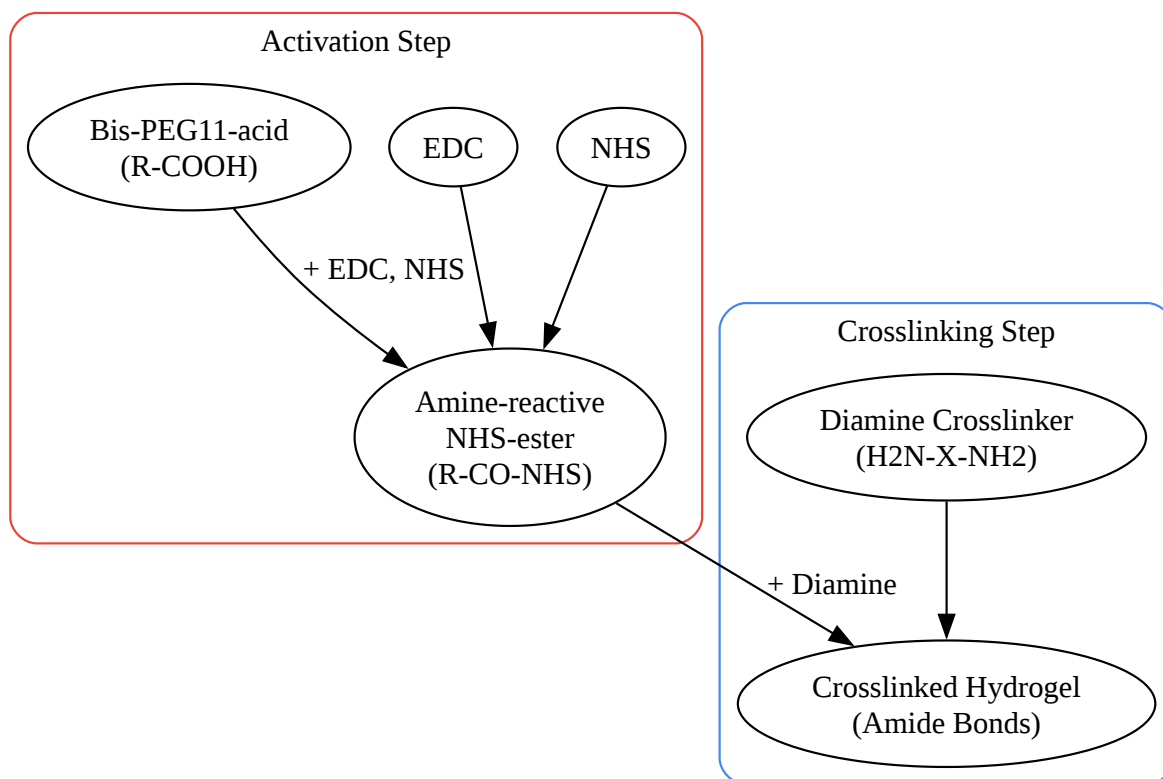 Activation Step
Bis-PEG11-acid
(R-COOH)
EDC
NHS
+ EDC, NHS
Amine-reactive
NHS-ester
(R-CO-NHS)
Crosslinking Step
Diamine Crosslinker
(H2N-X-NH2)
+ Diamine
Crosslinked Hydrogel
(Amide Bonds)